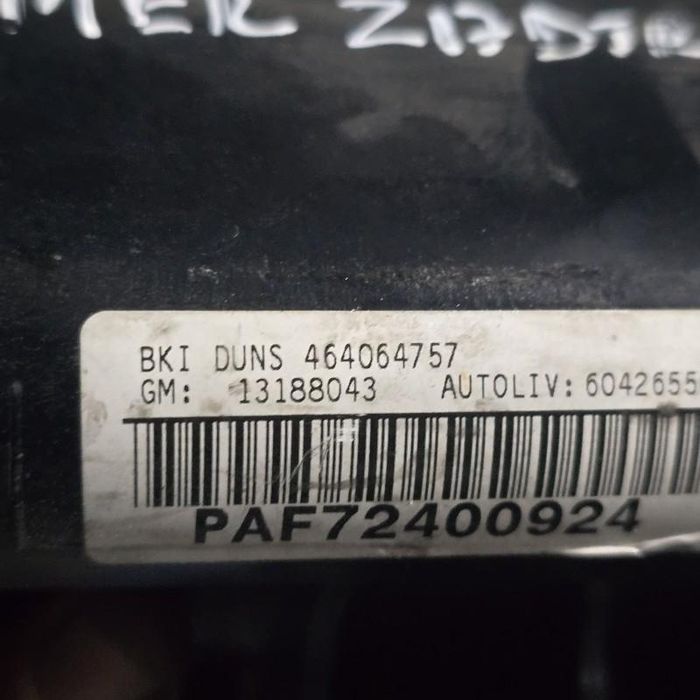 BKI DUNS 464064757
GM: 13188043 AUTOLIV: 6042655
PAF72400924